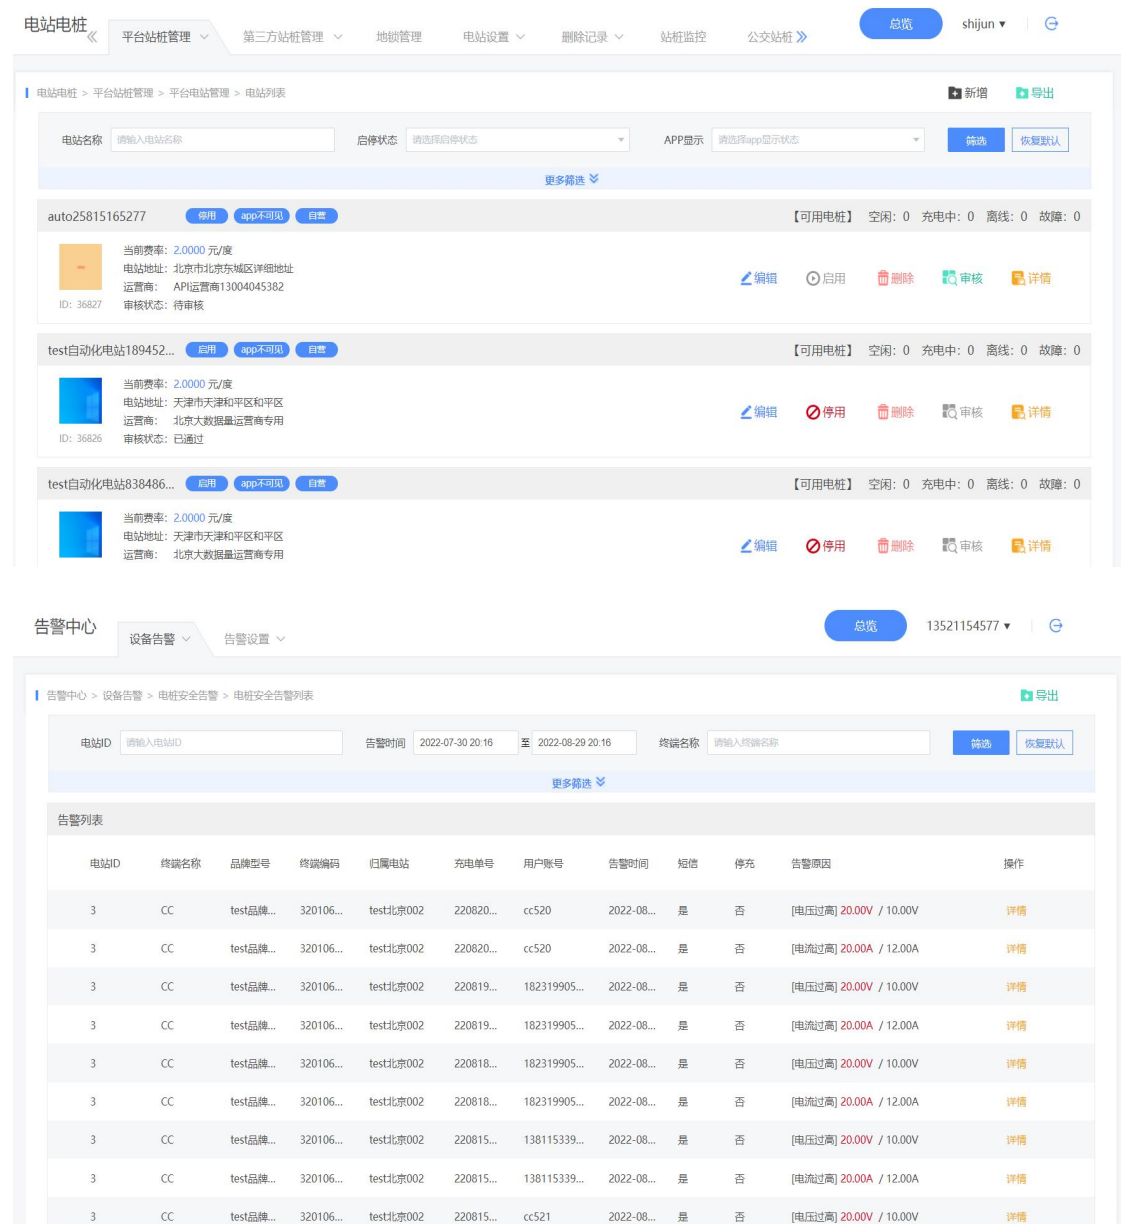 电站电桩 平台站桩管理 第三方站桩管理 地锁管理 电站设置 删除记录 站桩监控 公交站桩 总览 shijun
电站电桩 > 平台站桩管理 > 平台电站管理 > 电站列表 新增 导出
电站名称 请输入电站名称 启停状态 请选择启停状态 APP显示 请选择app显示状态 筛选 恢复默认
更多筛选
auto25815165277 停用 app不可见 自营 【可用电桩】 空闲：0 充电中：0 离线：0 故障：0
当前费率：2.0000 元/度
电站地址：北京市北京东城区详细地址
运营商： API运营商13004045382
审核状态：待审核
ID：36827
编辑 启用 删除 审核 详情
test自动化电站189452... 启用 app不可见 自营 【可用电桩】 空闲：0 充电中：0 离线：0 故障：0
当前费率：2.0000 元/度
电站地址：天津市天津和平区和平区
运营商： 北京大数据量运营商专用
审核状态：已通过
ID：36826
编辑 停用 删除 审核 详情
test自动化电站838486... 启用 app不可见 自营 【可用电桩】 空闲：0 充电中：0 离线：0 故障：0
当前费率：2.0000 元/度
电站地址：天津市天津和平区和平区
运营商： 北京大数据量运营商专用
编辑 停用 删除 审核 详情
告警中心 设备告警 告警设置 总览 13521154577
告警中心 > 设备告警 > 电桩安全告警 > 电桩安全告警列表 导出
电站ID 请输入电站ID 告警时间 2022-07-30 20:16 至 2022-08-29 20:16 终端名称 请输入终端名称 筛选 恢复默认
更多筛选
告警列表
电站ID 终端名称 品牌型号 终端编码 归属电站 充电单号 用户账号 告警时间 短信 停充 告警原因 操作
3 CC test品牌... 320106... test北京002 220820... cc520 2022-08... 是 否 [电压过高] 20.00V / 10.00V 详情
3 CC test品牌... 320106... test北京002 220820... cc520 2022-08... 是 否 [电流过高] 20.00A / 12.00A 详情
3 CC test品牌... 320106... test北京002 220819... 182319905... 2022-08... 是 否 [电压过高] 20.00V / 10.00V 详情
3 CC test品牌... 320106... test北京002 220819... 182319905... 2022-08... 是 否 [电流过高] 20.00A / 12.00A 详情
3 CC test品牌... 320106... test北京002 220818... 182319905... 2022-08... 是 否 [电压过高] 20.00V / 10.00V 详情
3 CC test品牌... 320106... test北京002 220818... 182319905... 2022-08... 是 否 [电流过高] 20.00A / 12.00A 详情
3 CC test品牌... 320106... test北京002 220815... 138115339... 2022-08... 是 否 [电压过高] 20.00V / 10.00V 详情
3 CC test品牌... 320106... test北京002 220815... 138115339... 2022-08... 是 否 [电流过高] 20.00A / 12.00A 详情
3 CC test品牌... 320106... test北京002 220815... cc521 2022-08... 是 否 [电压过高] 20.00V / 10.00V 详情